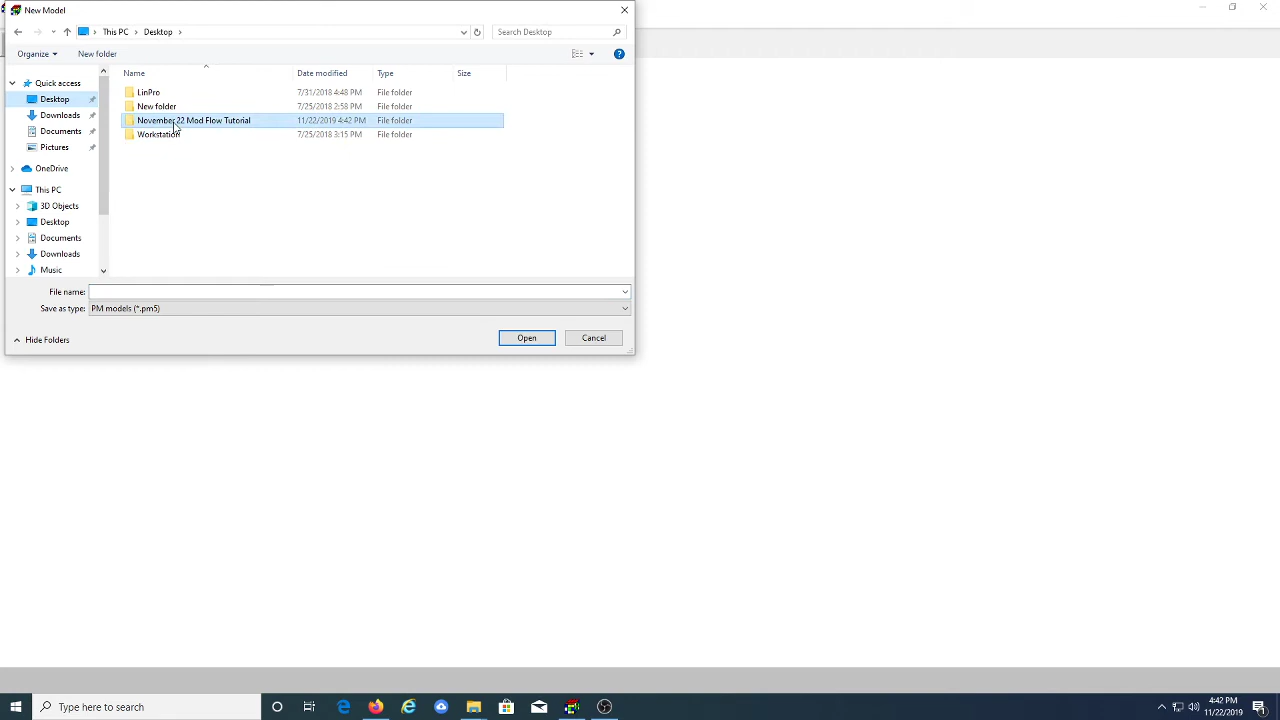 New Model
This PC
Desktop
Search Desktop
Organize
New folder
Quick access
Desktop
Downloads
Documents
Pictures
OneDrive
This PC
3D Objects
Desktop
Documents
Downloads
Music
Name
Date modified
Type
Size
LinPro
7/31/2018 4:48 PM
File folder
New folder
7/25/2018 2:58 PM
File folder
November 22 Mod Flow Tutorial
11/22/2019 4:42 PM
File folder
Workstation
7/25/2018 3:15 PM
File folder
File name:
Save as type:
PM models (*.pm5)
Hide Folders
Open
Cancel
Type here to search
4:42 PM
11/22/2019